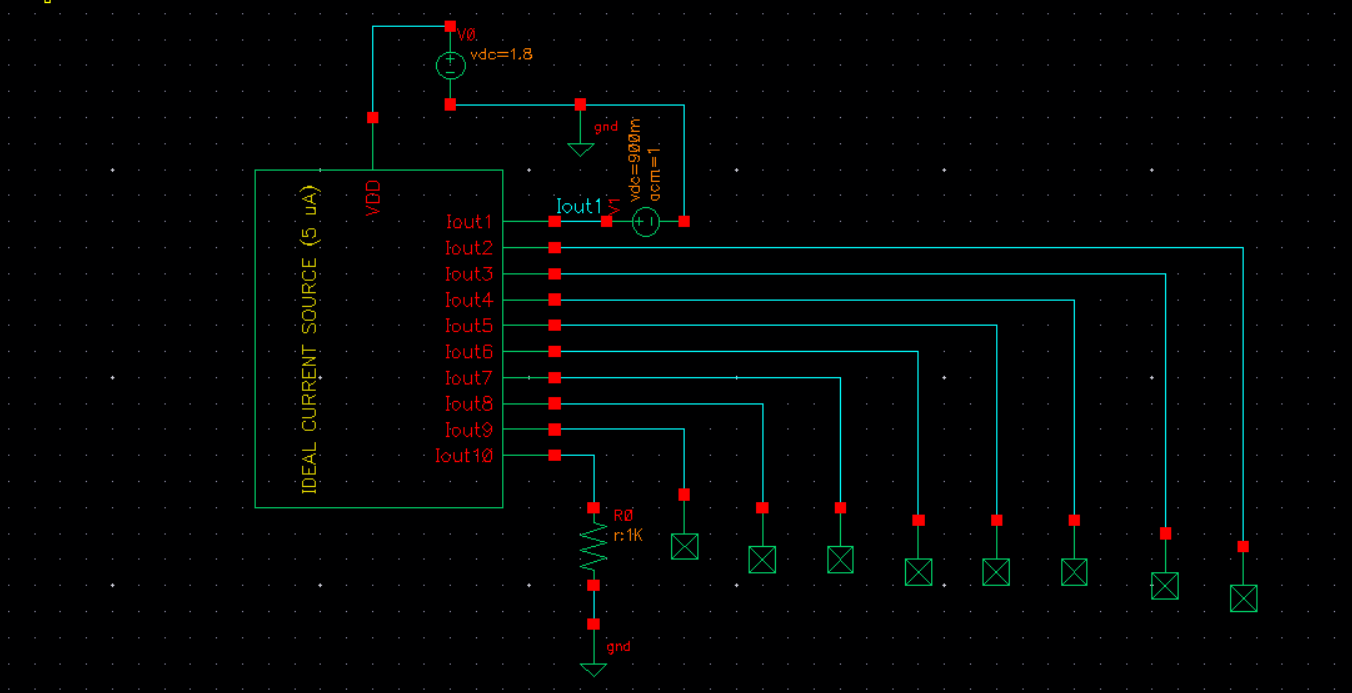 V0
vdc=1.8
gnd
vdc=900m
acm=1
VDD
IDEAL CURRENT SOURCE (5 uA)
Iout1
Iout1
V1
Iout2
Iout3
Iout4
Iout5
Iout6
Iout7
Iout8
Iout9
Iout10
R0
r:1K
gnd